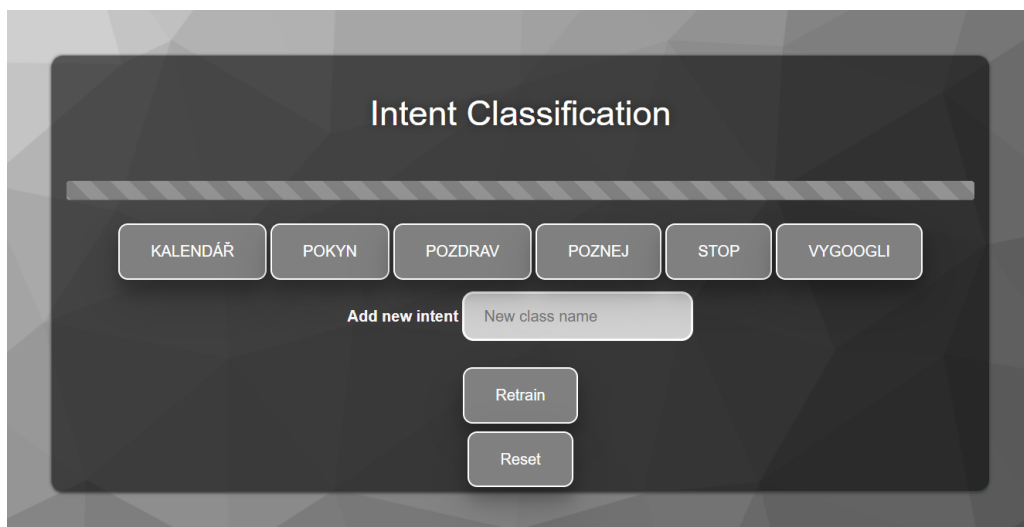 Intent Classification
KALENDÁŘ POKYN POZDRAV POZNEJ STOP VYGOOGLI
Add new intent New class name
Retrain
Reset